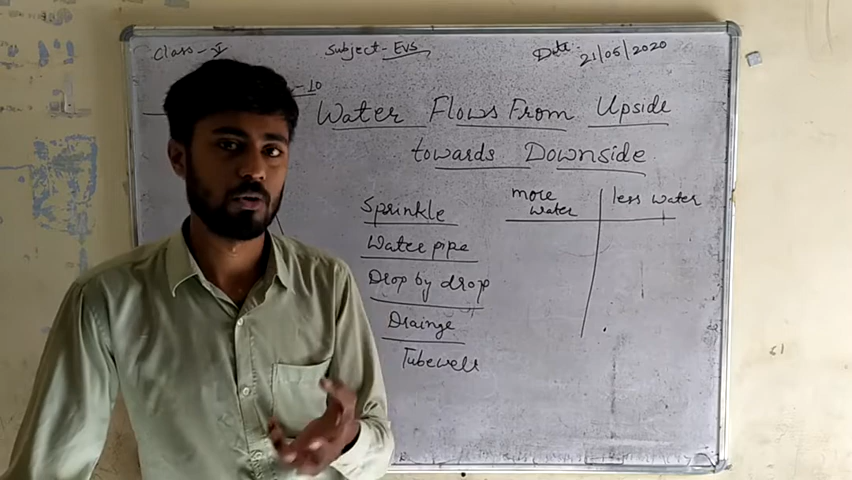 Class - V Subject - EVS Date 21/05/2020
- 10
Water Flows From Upside
towards Downside
Sprinkle
Water pipe
Drop by drop
Drainge
Tubewell
more water
less water